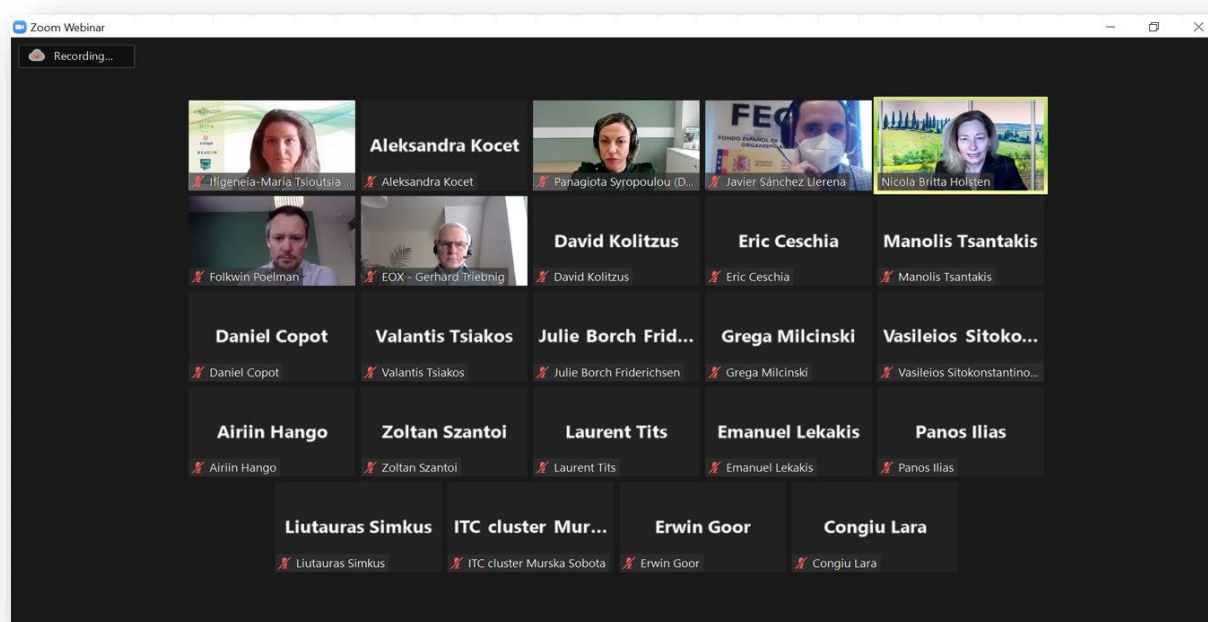 Zoom Webinar
Recording...
Ifigeneia-Maria Tsioutsia ...
Aleksandra Kocet
Aleksandra Kocet
Panagiota Syropoulou (D...
FEG
FONDO ESPAÑOL DE
ORGANISM
Javier Sánchez Llerena
Nicola Britta Holsten
Folkwin Poelman
EOX - Gerhard Triebnig
David Kolitzus
David Kolitzus
Eric Ceschia
Eric Ceschia
Manolis Tsantakis
Manolis Tsantakis
Daniel Copot
Daniel Copot
Valantis Tsiakos
Valantis Tsiakos
Julie Borch Frid...
Julie Borch Friderichsen
Grega Milcinski
Grega Milcinski
Vasileios Sitoko...
Vasileios Sitokonstantino...
Airiin Hango
Airiin Hango
Zoltan Szantoi
Zoltan Szantoi
Laurent Tits
Laurent Tits
Emanuel Lekakis
Emanuel Lekakis
Panos Ilias
Panos Ilias
Liutauras Simkus
Liutauras Simkus
ITC cluster Mur...
ITC cluster Murska Sobota
Erwin Goor
Erwin Goor
Congiu Lara
Congiu Lara